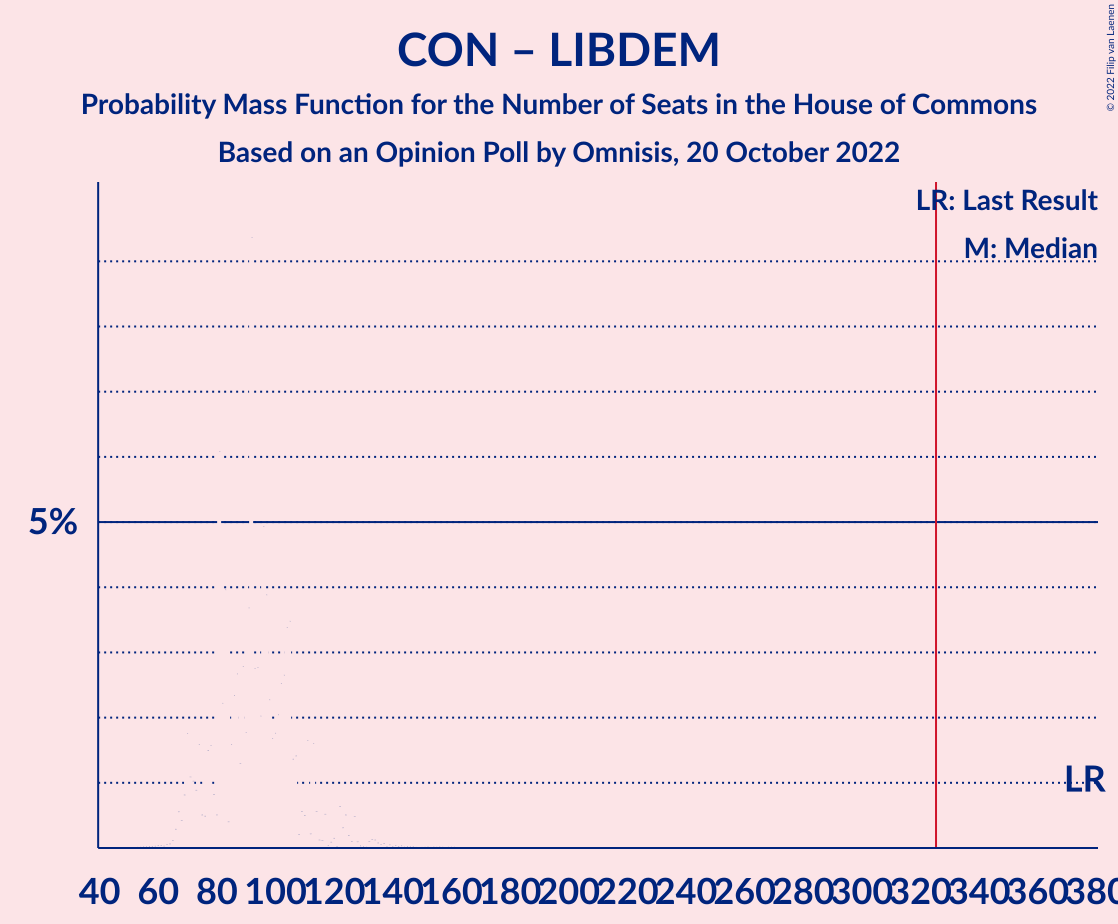 CON – LIBDEM
Probability Mass Function for the Number of Seats in the House of Commons
Based on an Opinion Poll by Omnisis, 20 October 2022
© 2022 Filip van Laenen
LR: Last Result
M: Median
5%
LR
40 60 80 100 120 140 160 180 200 220 240 260 280 300 320 340 360 380